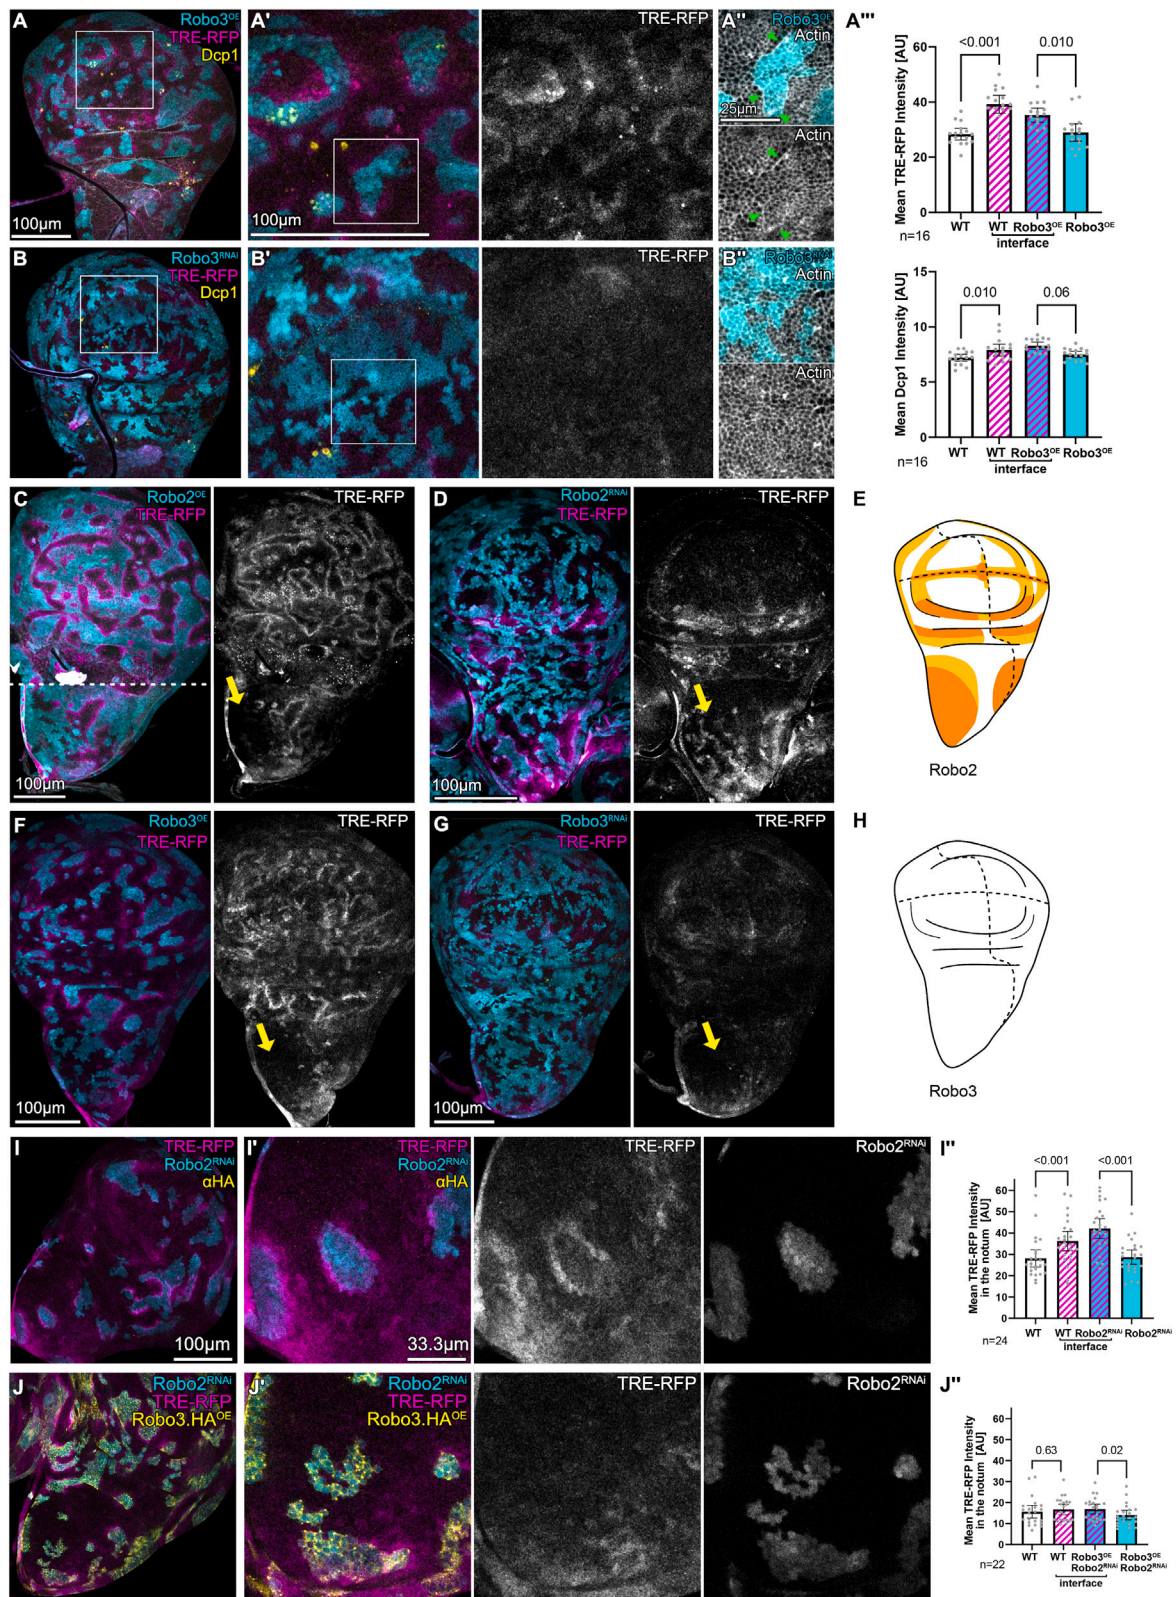 A
Robo3OE
TRE-RFP
Dcp1
100µm
A'
TRE-RFP
100µm
A''
Robo3OE
Actin
25µm
Actin
A'''
Mean TRE-RFP Intensity [AU]
60
40
20
0
<0.001
0.010
WT
WT
Robo3OE
Robo3OE
interface
n=16
B
Robo3RNAi
TRE-RFP
Dcp1
100µm
B'
TRE-RFP
B''
Robo3RNAi
Actin
Actin
Mean Dcp1 Intensity [AU]
15
10
5
0
0.010
0.06
WT
WT
Robo3OE
Robo3OE
interface
n=16
C
Robo2OE
TRE-RFP
100µm
TRE-RFP
D
Robo2RNAi
TRE-RFP
100µm
TRE-RFP
E
Robo2
F
Robo3OE
TRE-RFP
100µm
TRE-RFP
G
Robo3RNAi
TRE-RFP
100µm
TRE-RFP
H
Robo3
I
TRE-RFP
Robo2RNAi
αHA
100µm
I'
TRE-RFP
Robo2RNAi
αHA
33.3µm
TRE-RFP
Robo2RNAi
I''
Mean TRE-RFP Intensity
in the notum [AU]
60
50
40
30
20
10
0
<0.001
<0.001
WT
WT
Robo2RNAi
Robo2RNAi
interface
n=24
J
Robo2RNAi
TRE-RFP
Robo3.HAOE
J'
Robo2RNAi
TRE-RFP
Robo3.HAOE
TRE-RFP
Robo2RNAi
J''
Mean TRE-RFP Intensity
in the notum [AU]
60
50
40
30
20
10
0
0.63
0.02
WT
WT
Robo3OE
Robo2RNAi
Robo3OE
Robo2RNAi
interface
n=22